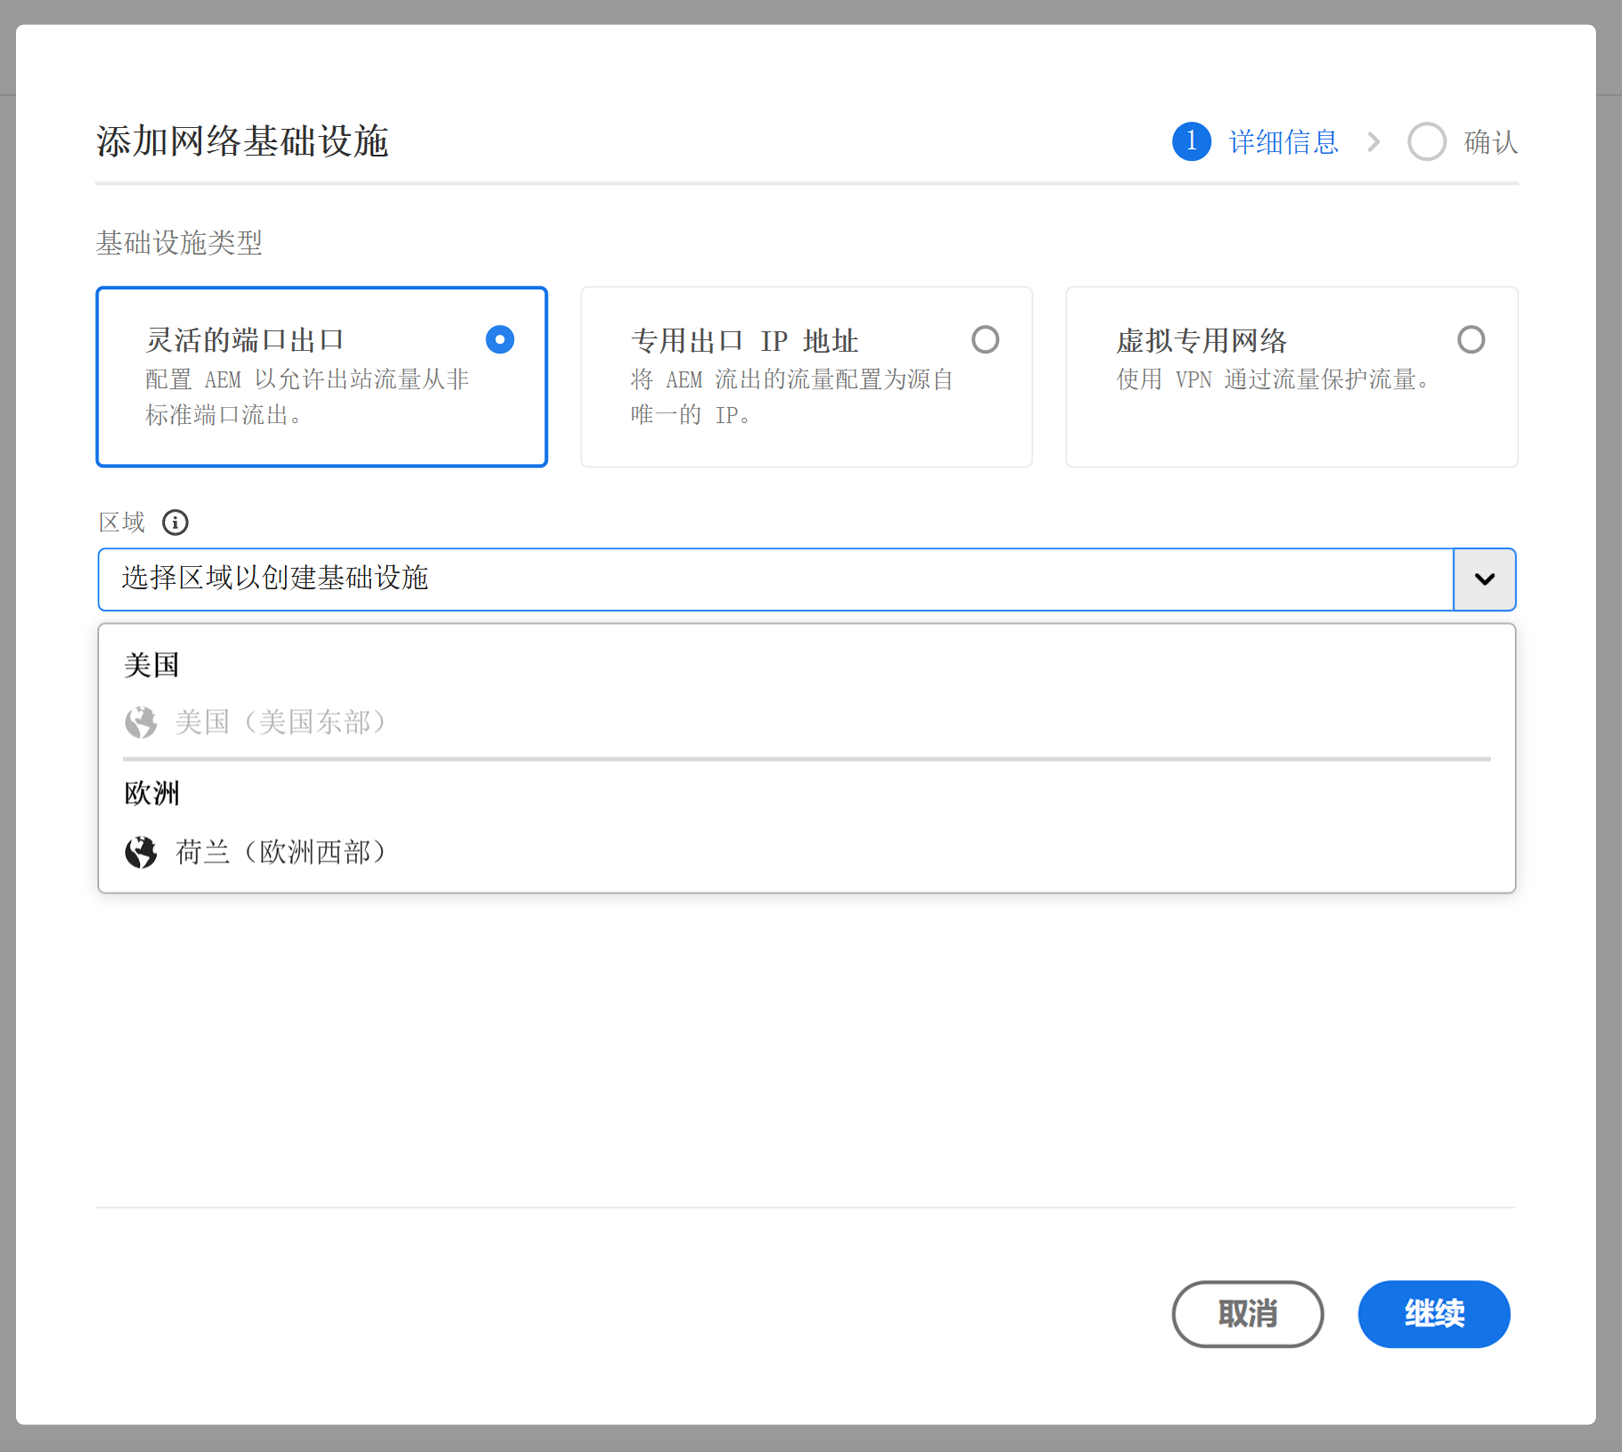 添加网络基础设施
1 详细信息 确认
基础设施类型
灵活的端口出口
配置 AEM 以允许出站流量从非
标准端口流出。
专用出口 IP 地址
将 AEM 流出的流量配置为源自
唯一的 IP。
虚拟专用网络
使用 VPN 通过流量保护流量。
区域
选择区域以创建基础设施
美国
美国（美国东部）
欧洲
荷兰（欧洲西部）
取消 继续